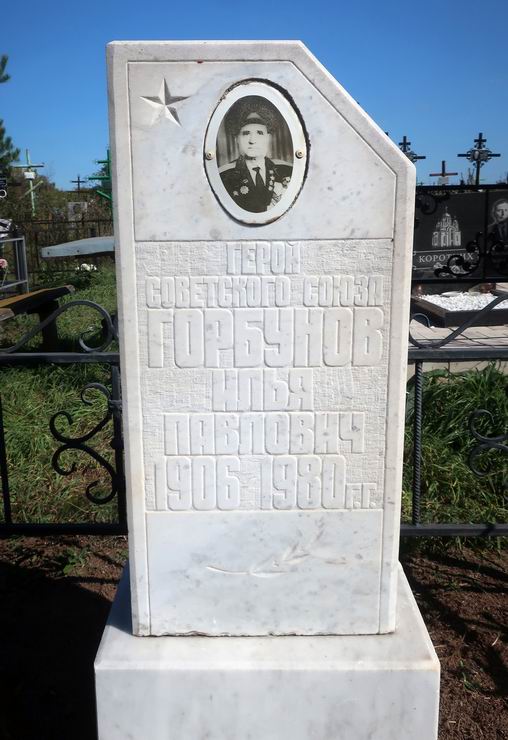 ГЕРОЙ
СОВЕТСКОГО СОЮЗА
ГОРБУНОВ
ИЛЬЯ
ПАВЛОВИЧ
1906-1980 г.г.